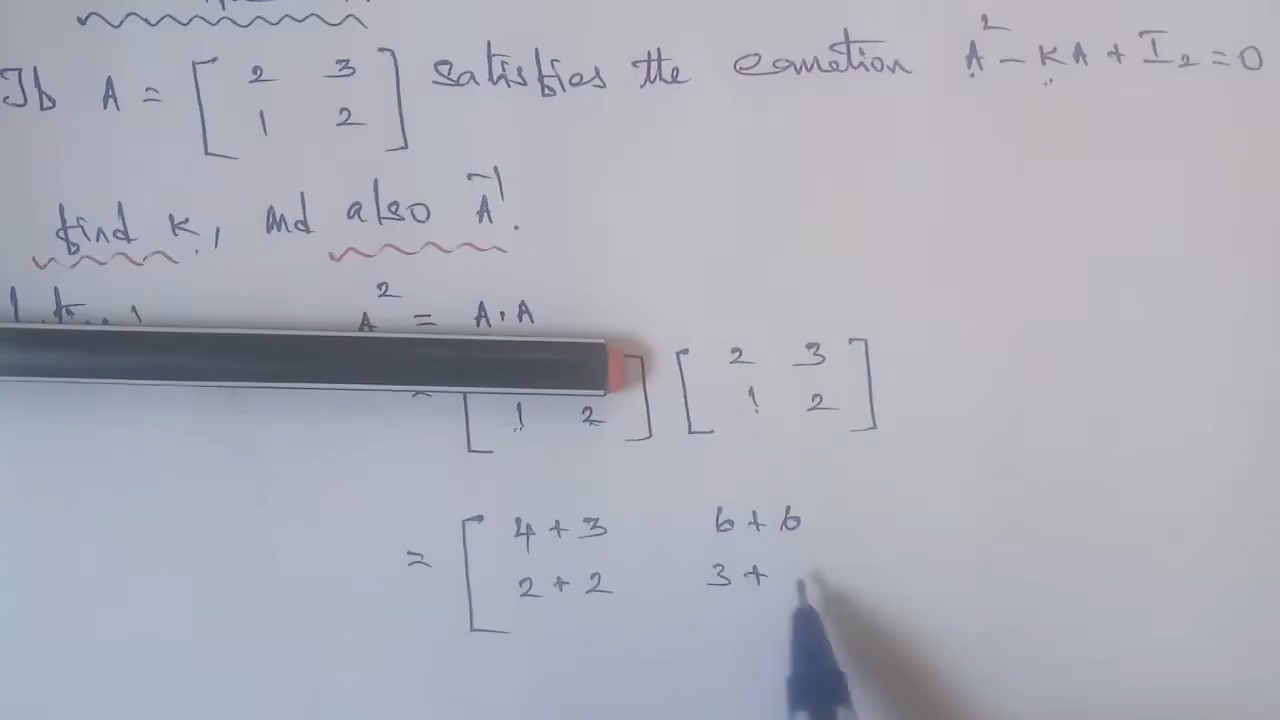 If A = [ 2 3 satisfies the equation A² - KA + I₂ = 0
1 2 ]
find K, and also A⁻¹.
A² = A·A
= [ 1 2 ] [ 2 3
1 2 ]
= [ 4+3 6+6
2+2 3+